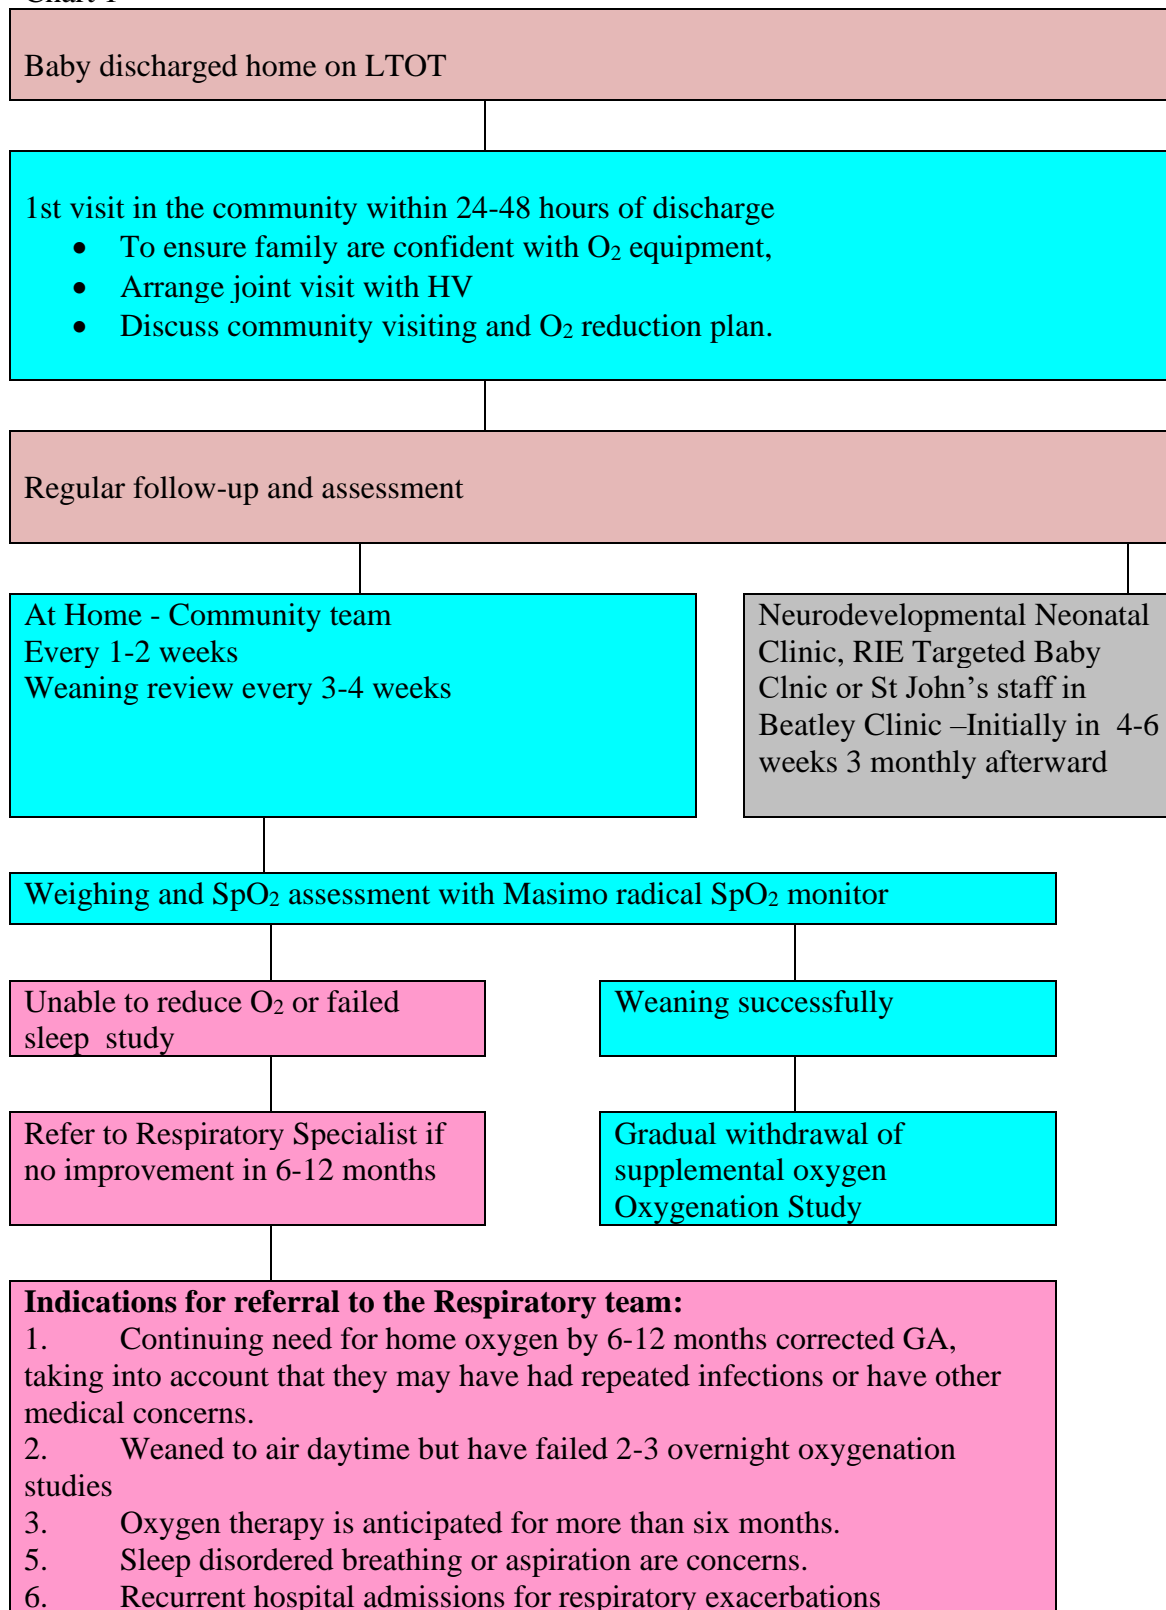 Chart 1
Baby discharged home on LTOT
1st visit in the community within 24-48 hours of discharge
• To ensure family are confident with O₂ equipment,
• Arrange joint visit with HV
• Discuss community visiting and O₂ reduction plan.
Regular follow-up and assessment
At Home - Community team
Every 1-2 weeks
Weaning review every 3-4 weeks
Neurodevelopmental Neonatal
Clinic, RIE Targeted Baby
Clnic or St John’s staff in
Beatley Clinic –Initially in 4-6
weeks 3 monthly afterward
Weighing and SpO₂ assessment with Masimo radical SpO₂ monitor
Unable to reduce O₂ or failed
sleep study
Weaning successfully
Refer to Respiratory Specialist if
no improvement in 6-12 months
Gradual withdrawal of
supplemental oxygen
Oxygenation Study
Indications for referral to the Respiratory team:
1. Continuing need for home oxygen by 6-12 months corrected GA,
taking into account that they may have had repeated infections or have other
medical concerns.
2. Weaned to air daytime but have failed 2-3 overnight oxygenation
studies
3. Oxygen therapy is anticipated for more than six months.
5. Sleep disordered breathing or aspiration are concerns.
6. Recurrent hospital admissions for respiratory exacerbations